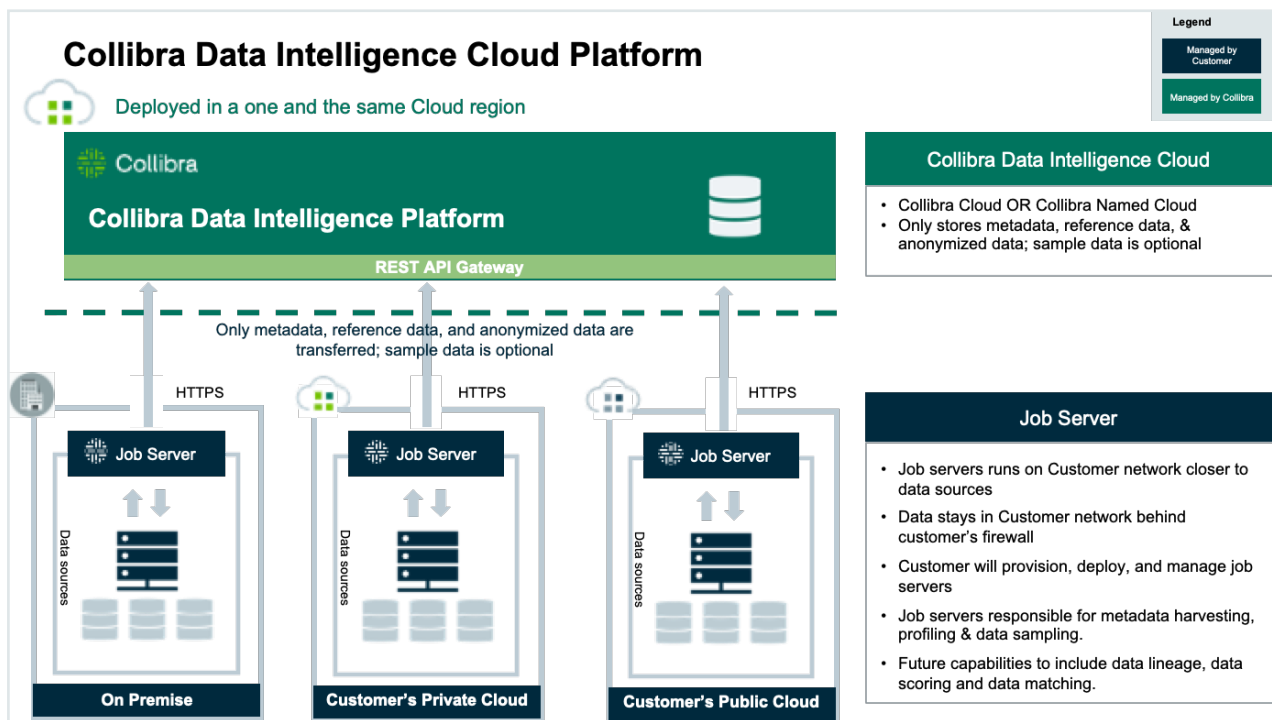 Legend
Managed by
Customer
Managed by Collibra
Collibra Data Intelligence Cloud Platform
Deployed in a one and the same Cloud region
Collibra
Collibra Data Intelligence Platform
REST API Gateway
Collibra Data Intelligence Cloud
• Collibra Cloud OR Collibra Named Cloud
• Only stores metadata, reference data, &
anonymized data; sample data is optional
Only metadata, reference data, and anonymized data are
transferred; sample data is optional
HTTPS
HTTPS
HTTPS
Job Server
Job Server
Job Server
Data sources
Data sources
Data sources
On Premise
Customer's Private Cloud
Customer's Public Cloud
Job Server
• Job servers runs on Customer network closer to
data sources
• Data stays in Customer network behind
customer's firewall
• Customer will provision, deploy, and manage job
servers
• Job servers responsible for metadata harvesting,
profiling & data sampling.
• Future capabilities to include data lineage, data
scoring and data matching.